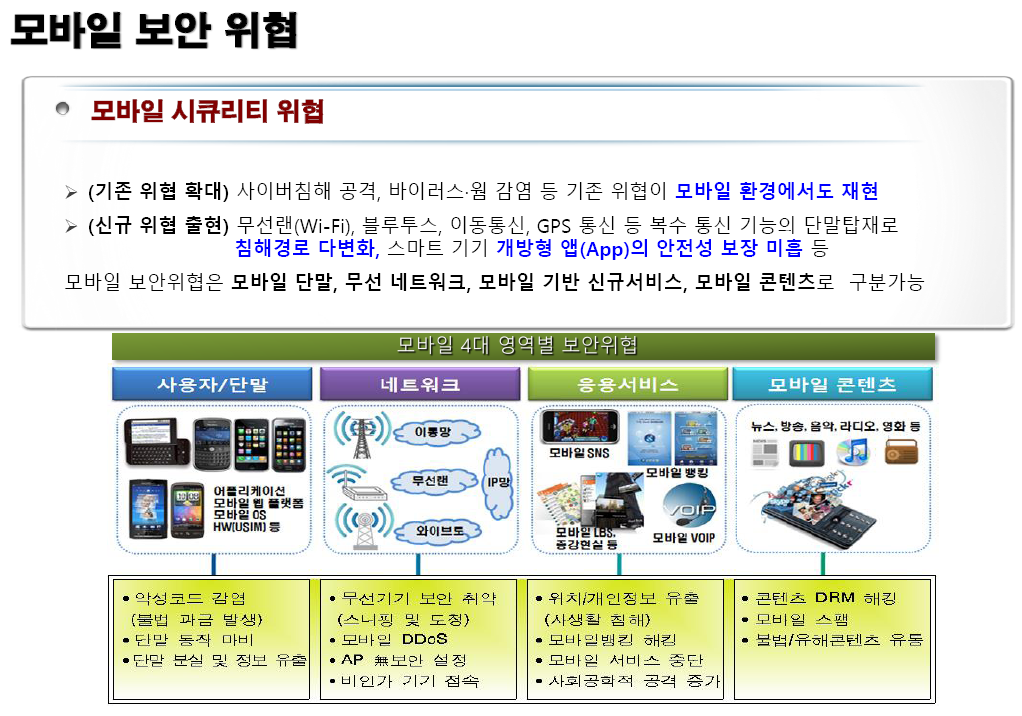 모바일 보안 위협
모바일 시큐리티 위협
(기존 위협 확대) 사이버침해 공격, 바이러스·웜 감염 등 기존 위협이 모바일 환경에서도 재현
(신규 위협 출현) 무선랜(Wi-Fi), 블루투스, 이동통신, GPS 통신 등 복수 통신 기능의 단말탑재로
침해경로 다변화, 스마트 기기 개방형 앱(App)의 안전성 보장 미흡 등
모바일 보안위협은 모바일 단말, 무선 네트워크, 모바일 기반 신규서비스, 모바일 콘텐츠로 구분가능
모바일 4대 영역별 보안위협
사용자/단말
어플리케이션
모바일 웹 플랫폼
모바일 OS
HW(USIM) 등
• 악성코드 감염
(불법 과금 발생)
• 단말 동작 마비
• 단말 분실 및 정보 유출
네트워크
이통망
무선랜
IP망
와이브로
• 무선기기 보안 취약
(스니핑 및 도청)
• 모바일 DDoS
• AP 無보안 설정
• 비인가 기기 접속
응용서비스
모바일 SNS
모바일 뱅킹
모바일 LBS,
증강현실 등
VOIP
모바일 VOIP
• 위치/개인정보 유출
(사생활 침해)
• 모바일뱅킹 해킹
• 모바일 서비스 중단
• 사회공학적 공격 증가
모바일 콘텐츠
뉴스, 방송, 음악, 라디오, 영화 등
NEWS
• 콘텐츠 DRM 해킹
• 모바일 스팸
• 불법/유해콘텐츠 유통